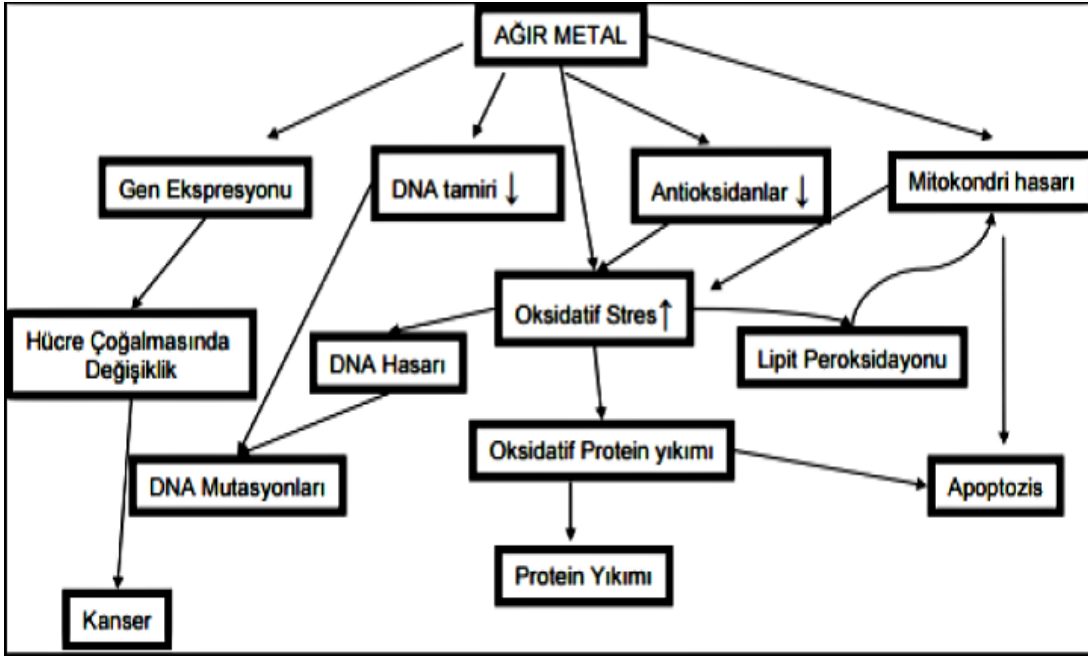 AĞIR METAL
Gen Ekspresyonu
DNA tamiri ↓
Antioksidanlar ↓
Mitokondri hasarı
Oksidatif Stres↑
Hücre Çoğalmasında
Değişiklik
DNA Hasarı
Lipit Peroksidayonu
Oksidatif Protein yıkımı
DNA Mutasyonları
Apoptozis
Protein Yıkımı
Kanser